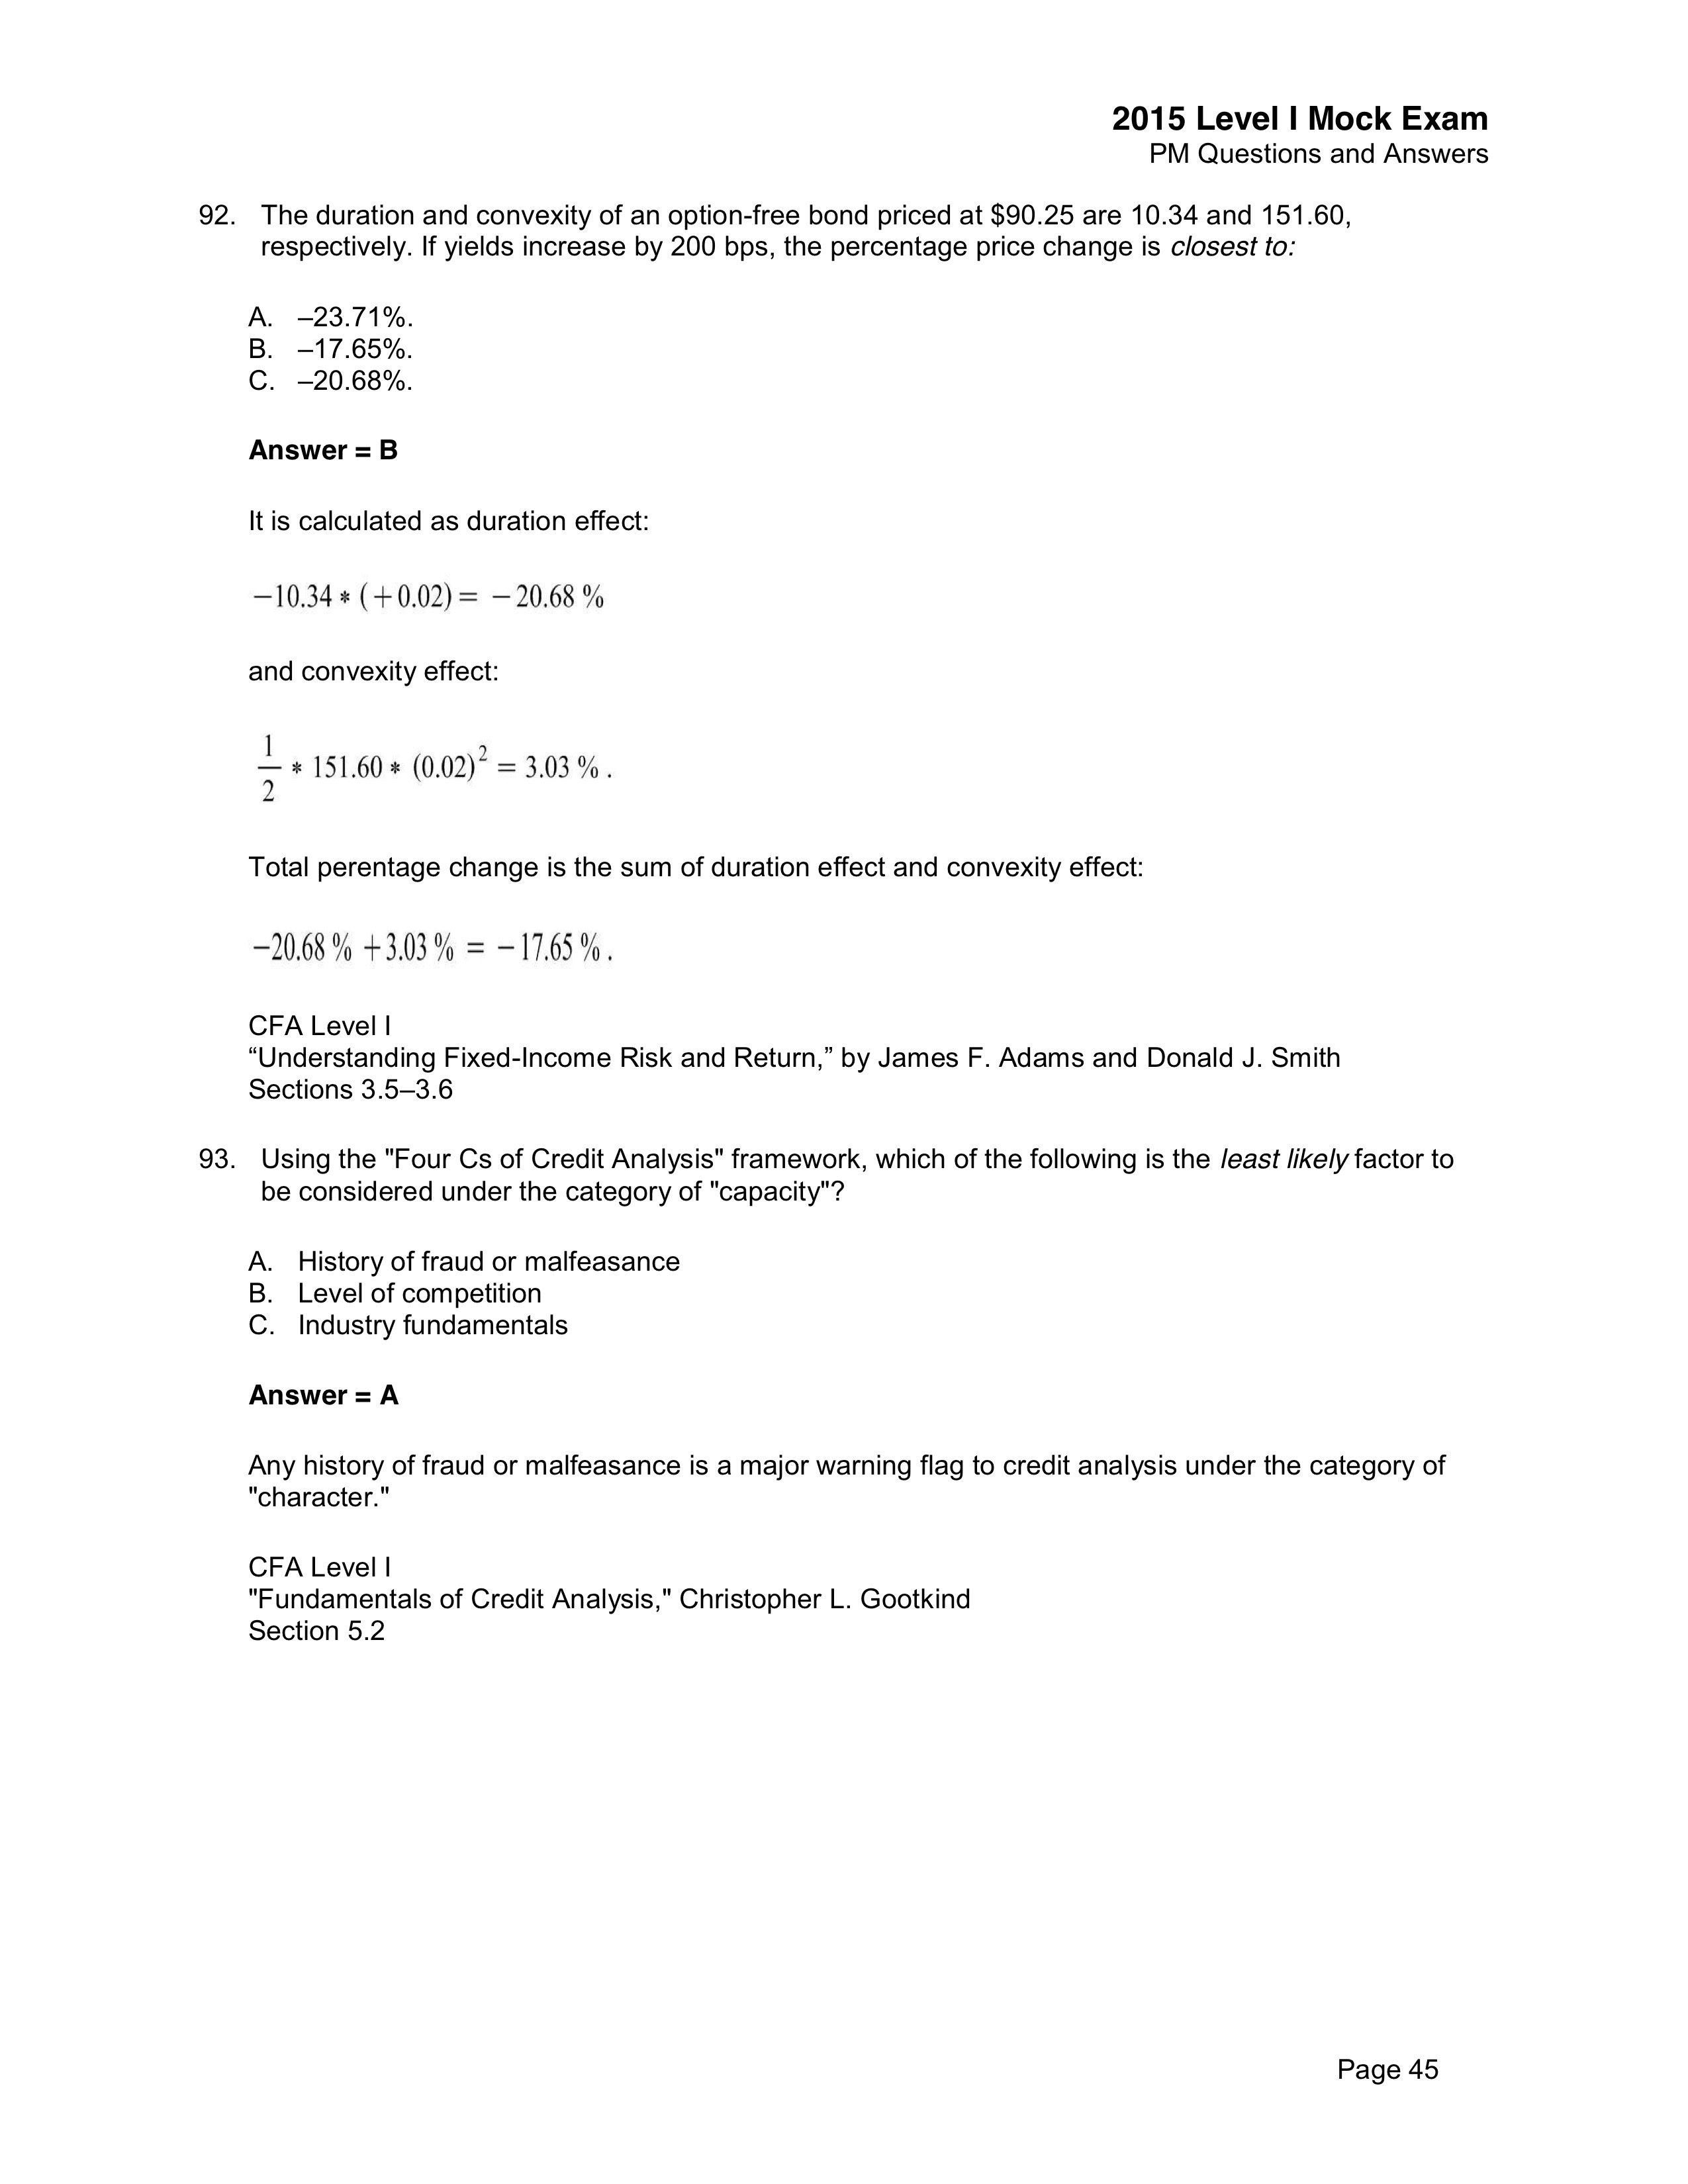 2015 Level I Mock Exam
PM Questions and Answers
92. The duration and convexity of an option-free bond priced at $90.25 are 10.34 and 151.60,
respectively. If yields increase by 200 bps, the percentage price change is closest to:
A. –23.71%.
B. –17.65%.
C. –20.68%.
Answer = B
It is calculated as duration effect:
−10.34 * (+0.02) = −20.68 %
and convexity effect:
1/2 * 151.60 * (0.02)² = 3.03 % .
Total perentage change is the sum of duration effect and convexity effect:
−20.68 % +3.03 % = −17.65 % .
CFA Level I
“Understanding Fixed-Income Risk and Return,” by James F. Adams and Donald J. Smith
Sections 3.5–3.6
93. Using the "Four Cs of Credit Analysis" framework, which of the following is the least likely factor to
be considered under the category of "capacity"?
A. History of fraud or malfeasance
B. Level of competition
C. Industry fundamentals
Answer = A
Any history of fraud or malfeasance is a major warning flag to credit analysis under the category of
"character."
CFA Level I
"Fundamentals of Credit Analysis," Christopher L. Gootkind
Section 5.2
Page 45